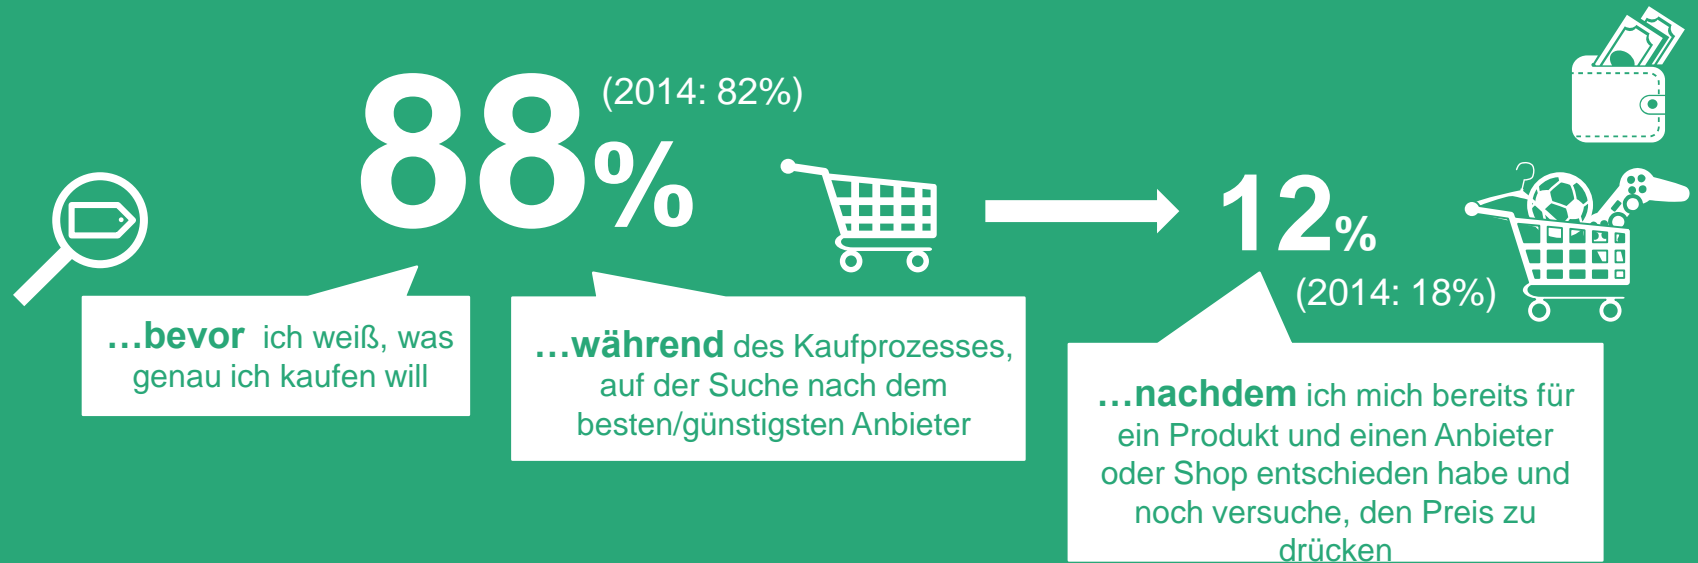 88%
(2014: 82%)
12%
(2014: 18%)
...bevor ich weiß, was
genau ich kaufen will
...während des Kaufprozesses,
auf der Suche nach dem
besten/günstigsten Anbieter
...nachdem ich mich bereits für
ein Produkt und einen Anbieter
oder Shop entschieden habe und
noch versuche, den Preis zu
drücken